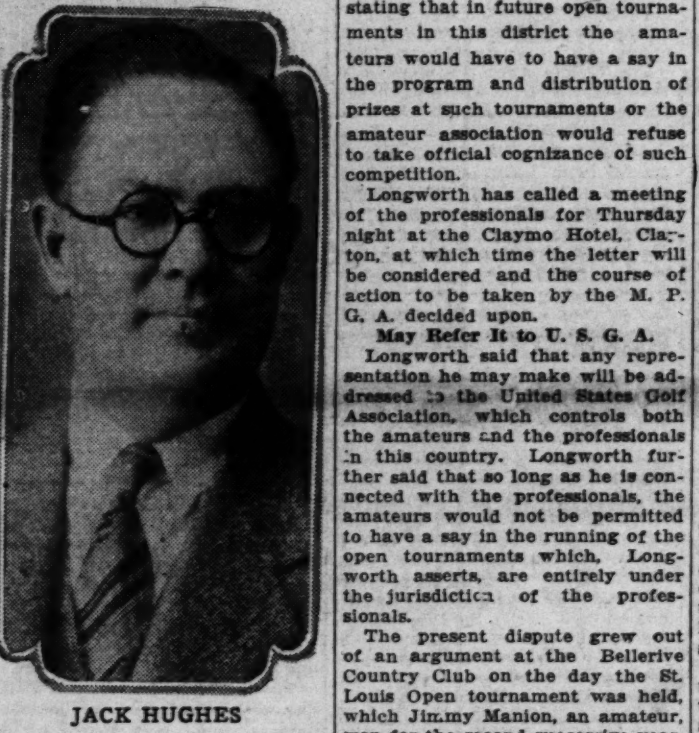 JACK HUGHES
stating that in future open tourna-
ments in this district the ama-
teurs would have to have a say in
the program and distribution of
prizes at such tournaments or the
amateur association would refuse
to take official cognizance of such
competition.
Longworth has called a meeting
of the professionals for Thursday
night at the Claymo Hotel, Clay-
ton, at which time the letter will
be considered and the course of
action to be taken by the M. P.
G. A. decided upon.
May Refer It to U. S. G. A.
Longworth said that any repre-
sentation he may make will be ad-
dressed to the United States Golf
Association, which controls both
the amateurs and the professionals
in this country. Longworth fur-
ther said that so long as he is con-
nected with the professionals, the
amateurs would not be permitted
to have a say in the running of the
open tournaments which, Long-
worth asserts, are entirely under
the jurisdiction of the profes-
sionals.
The present dispute grew out
of an argument at the Bellerive
Country Club on the day the St.
Louis Open tournament was held,
which Jimmy Manion, an amateur,